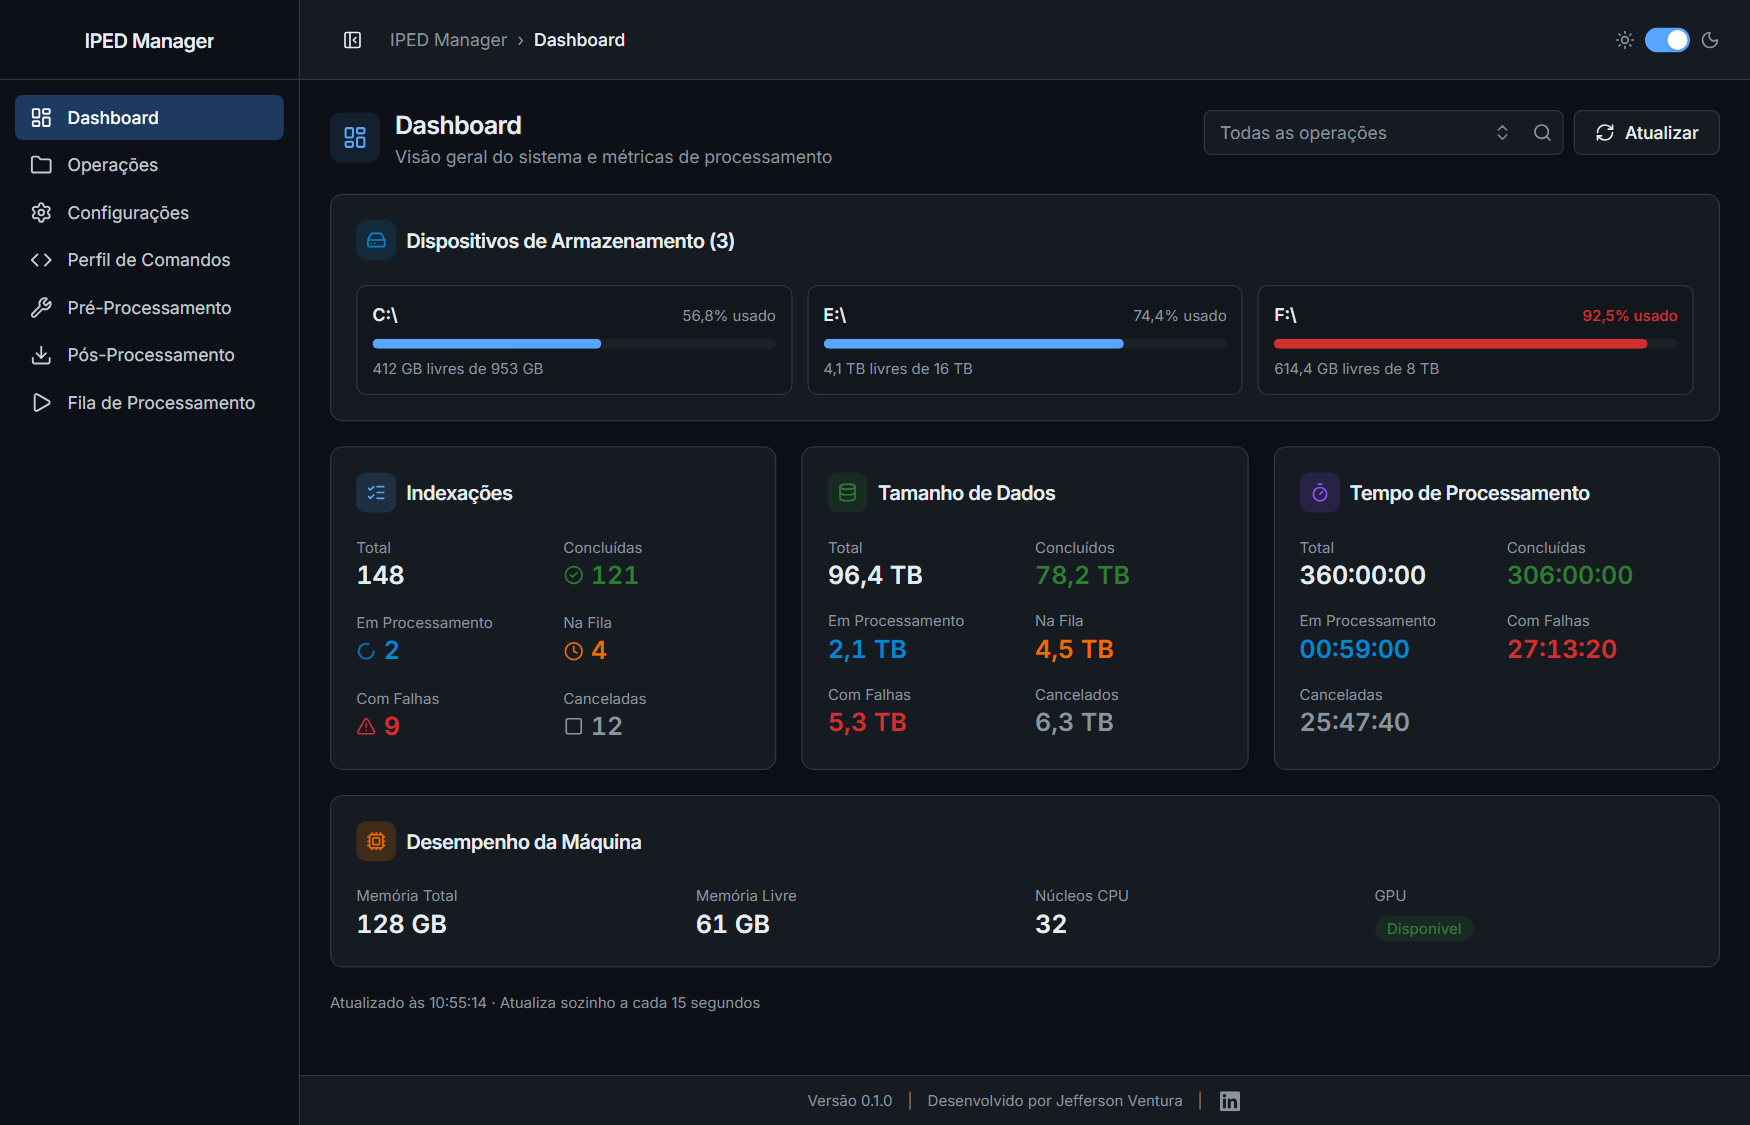 IPED Manager
IPED Manager › Dashboard
Dashboard
Operações
Configurações
Perfil de Comandos
Pré-Processamento
Pós-Processamento
Fila de Processamento
Dashboard
Visão geral do sistema e métricas de processamento
Todas as operações
Atualizar
Dispositivos de Armazenamento (3)
C:\
56,8% usado
412 GB livres de 953 GB
E:\
74,4% usado
4,1 TB livres de 16 TB
F:\
92,5% usado
614,4 GB livres de 8 TB
Indexações
Total
148
Concluídas
121
Em Processamento
2
Na Fila
4
Com Falhas
9
Canceladas
12
Tamanho de Dados
Total
96,4 TB
Concluídos
78,2 TB
Em Processamento
2,1 TB
Na Fila
4,5 TB
Com Falhas
5,3 TB
Cancelados
6,3 TB
Tempo de Processamento
Total
360:00:00
Concluídas
306:00:00
Em Processamento
00:59:00
Com Falhas
27:13:20
Canceladas
25:47:40
Desempenho da Máquina
Memória Total
128 GB
Memória Livre
61 GB
Núcleos CPU
32
GPU
Disponível
Atualizado às 10:55:14 · Atualiza sozinho a cada 15 segundos
Versão 0.1.0 | Desenvolvido por Jefferson Ventura | in